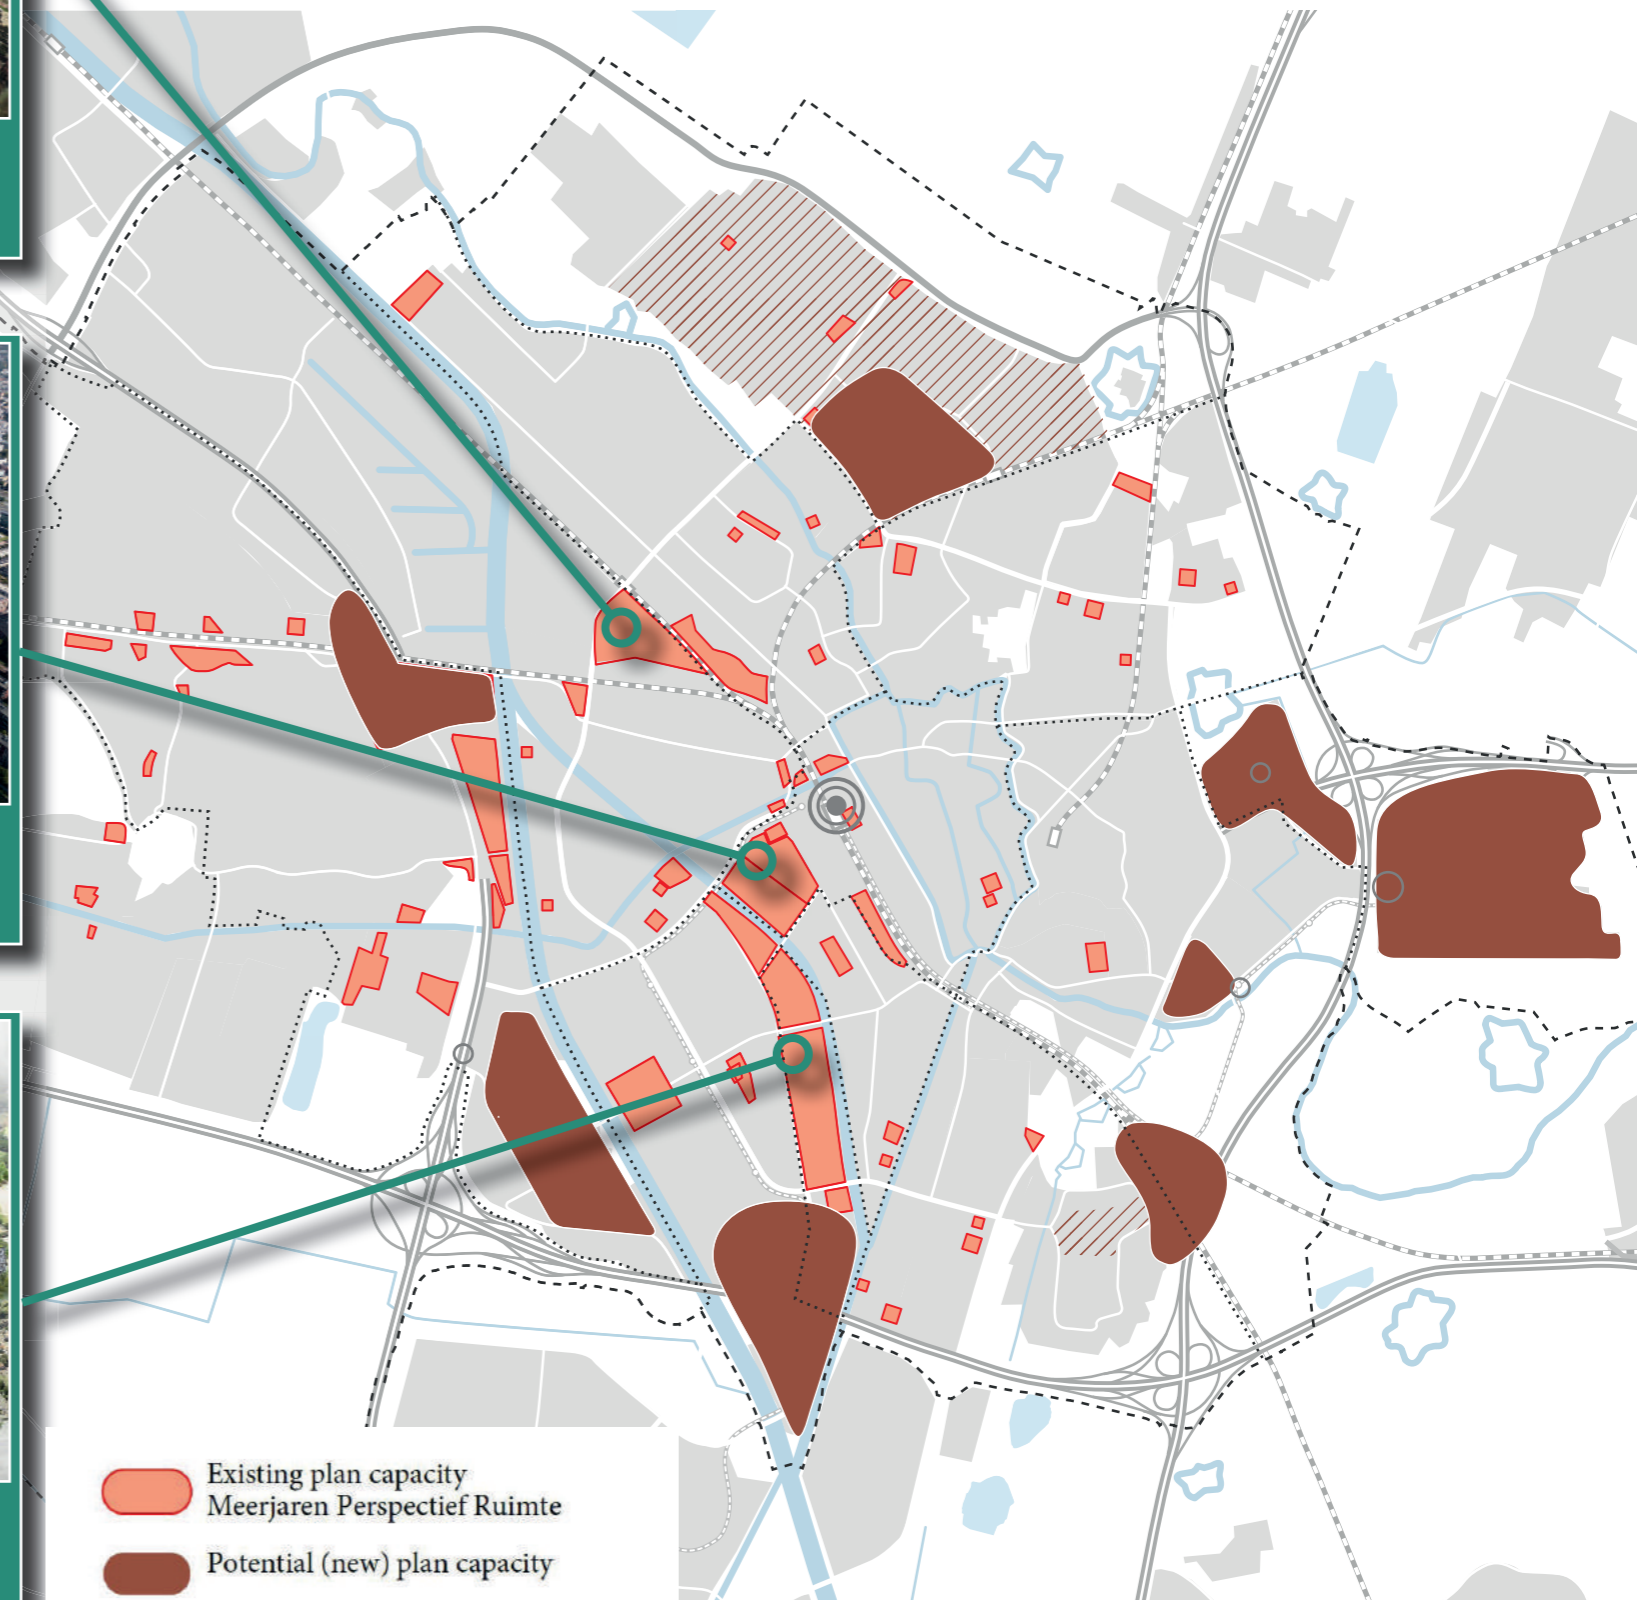 Existing plan capacity
Meerjaren Perspectief Ruimte
Potential (new) plan capacity